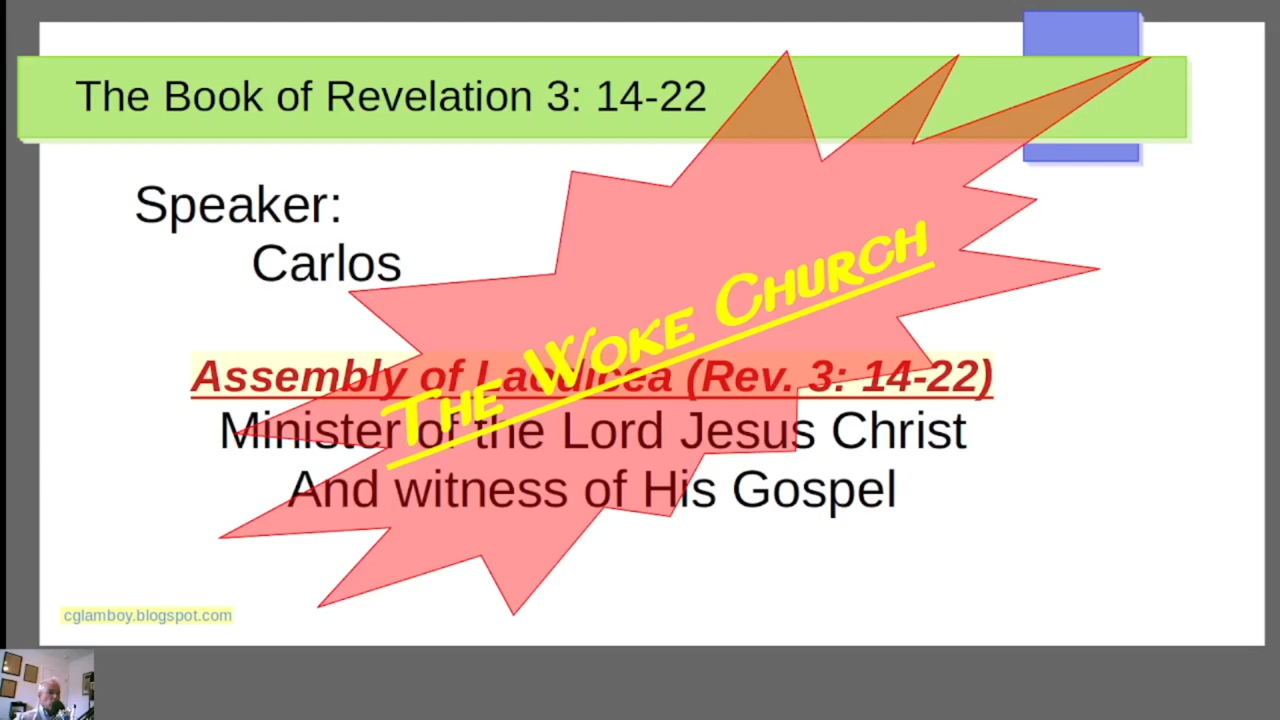 The Book of Revelation 3: 14-22
Speaker:
Carlos
The Woke Church
Assembly of Laodicea (Rev. 3: 14-22)
Minister of the Lord Jesus Christ
And witness of His Gospel
cglamboy.blogspot.com